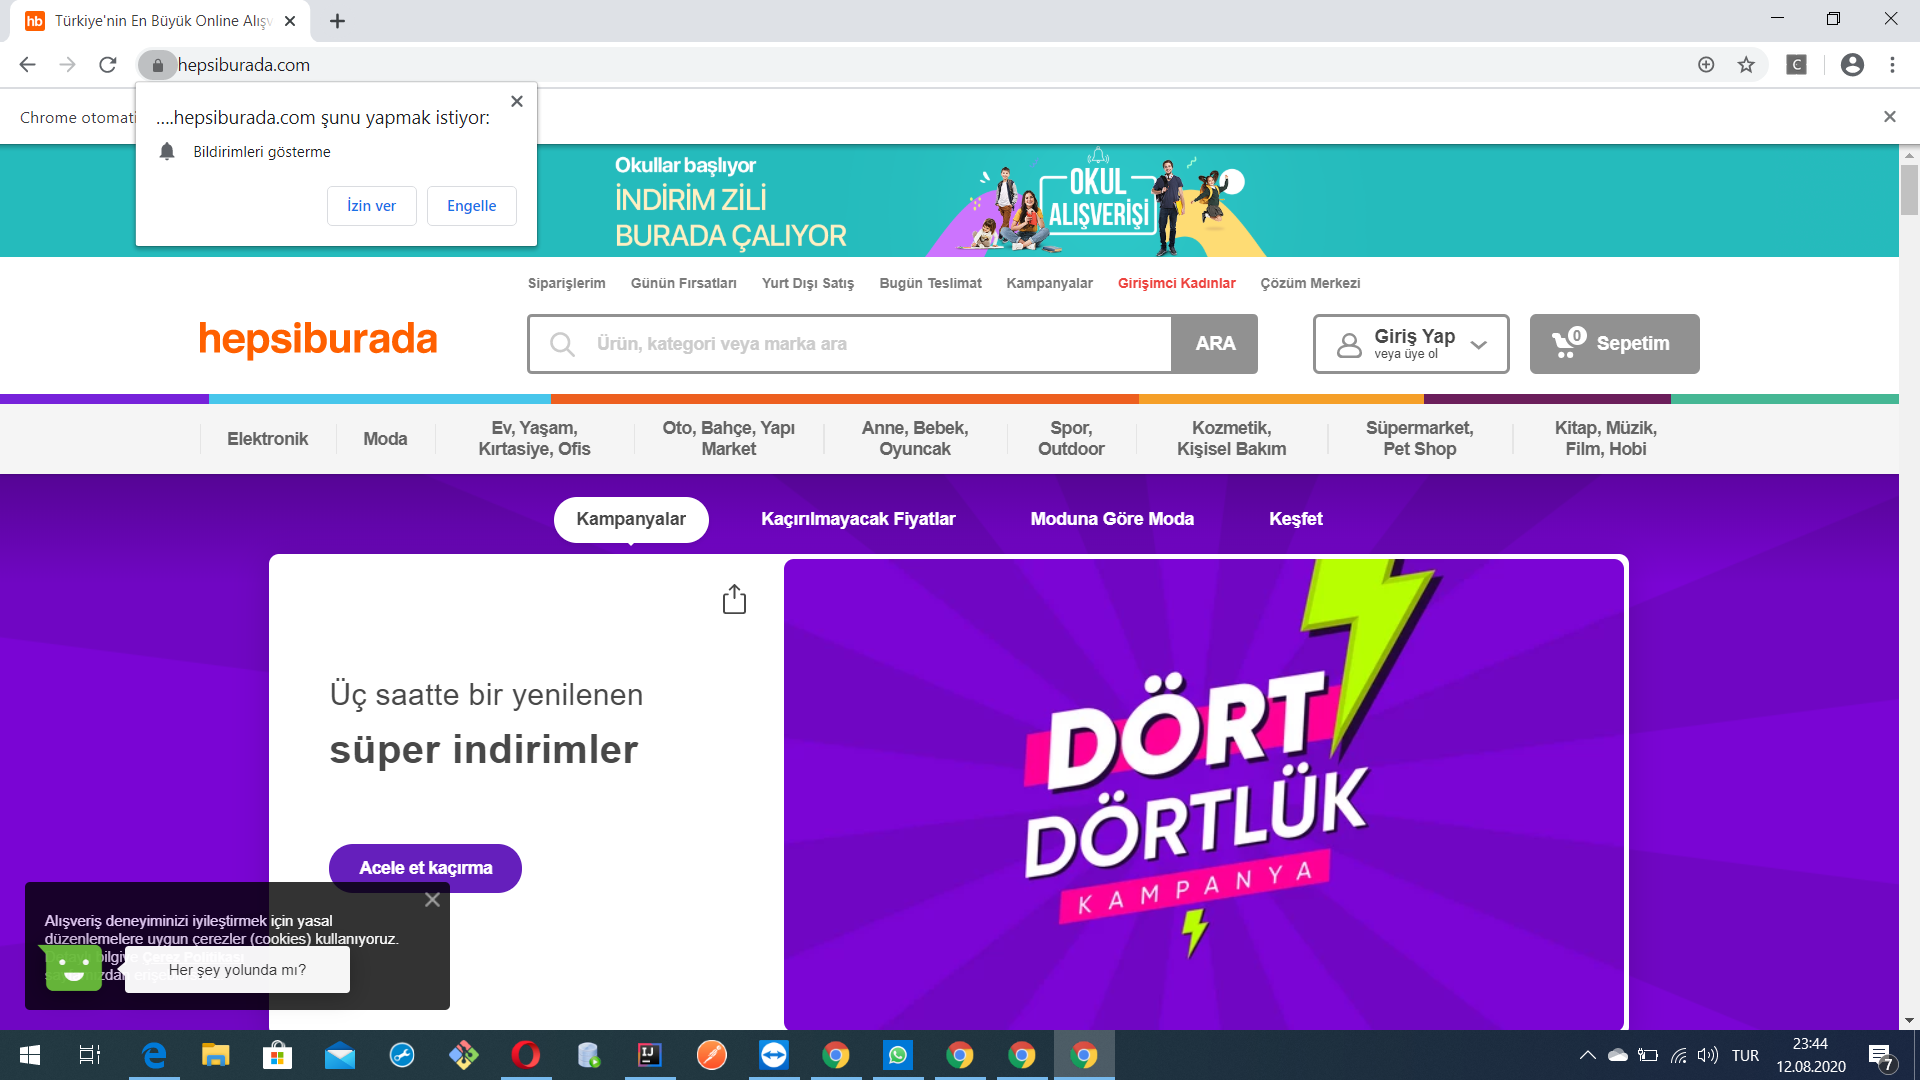 hb Türkiye'nin En Büyük Online Alışv
hepsiburada.com
C
Chrome otomati
....hepsiburada.com şunu yapmak istiyor:
Bildirimleri gösterme
İzin ver Engelle
Okullar başlıyor
İNDİRİM ZİLİ
BURADA ÇALIYOR
OKUL
ALIŞVERİŞİ
Siparişlerim Günün Fırsatları Yurt Dışı Satış Bugün Teslimat Kampanyalar Girişimci Kadınlar Çözüm Merkezi
hepsiburada
Ürün, kategori veya marka ara
ARA
Giriş Yap
veya üye ol
0 Sepetim
Elektronik
Moda
Ev, Yaşam,
Kırtasiye, Ofis
Oto, Bahçe, Yapı
Market
Anne, Bebek,
Oyuncak
Spor,
Outdoor
Kozmetik,
Kişisel Bakım
Süpermarket,
Pet Shop
Kitap, Müzik,
Film, Hobi
Kampanyalar Kaçırılmayacak Fiyatlar Moduna Göre Moda Keşfet
Üç saatte bir yenilenen
süper indirimler
Acele et kaçırma
DÖRT
DÖRTLÜK
KAMPANYA
Alışveriş deneyiminizi iyileştirmek için yasal
düzenlemelere uygun çerezler (cookies) kullanıyoruz.
bilgiye Çerez Politikası
Her şey yolunda mı?
IJ
TUR
23:44
12.08.2020
7